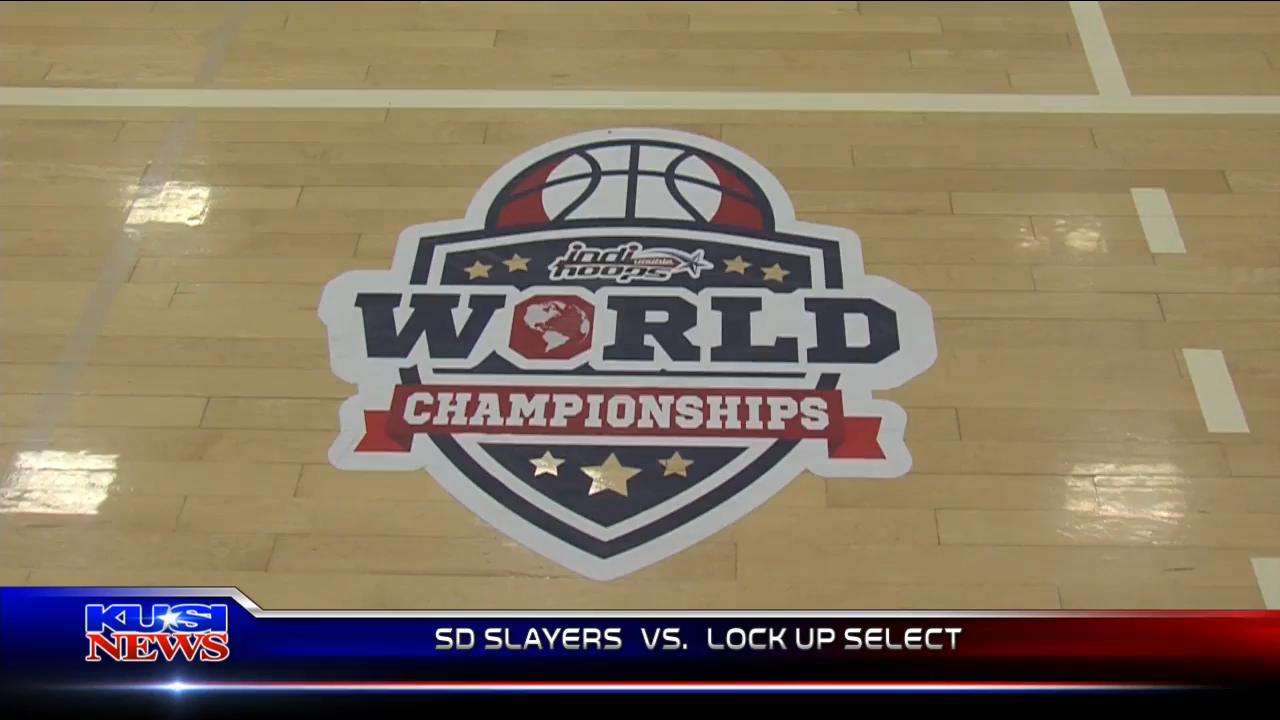 indi
hoops
WORLD
CHAMPIONSHIPS
KUSI
NEWS
SD SLAYERS VS. LOCK UP SELECT